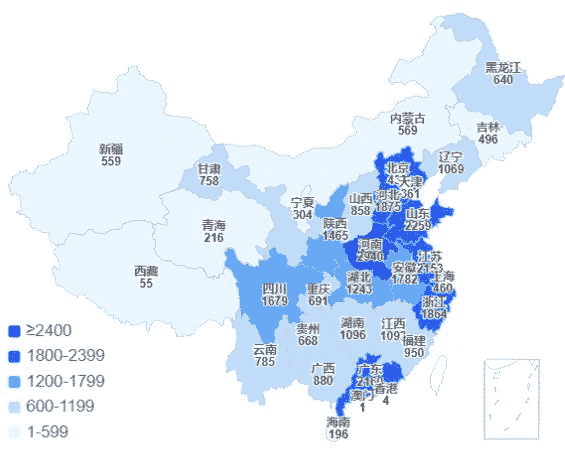 黑龙江
640
内蒙古
569
吉林
496
新疆
559
辽宁
1069
甘肃
758
北京
天津
361
宁夏
304
山西
858
河北
1875
山东
2259
青海
216
陕西
1465
河南
2940
江苏
2153
西藏
55
安徽
1782
上海
460
四川
1679
重庆
691
湖北
1243
浙江
1864
贵州
668
湖南
1096
江西
福建
950
云南
785
广西
880
广东
香港
4
澳门
1
海南
196
≥2400
1800-2399
1200-1799
600-1199
1-599